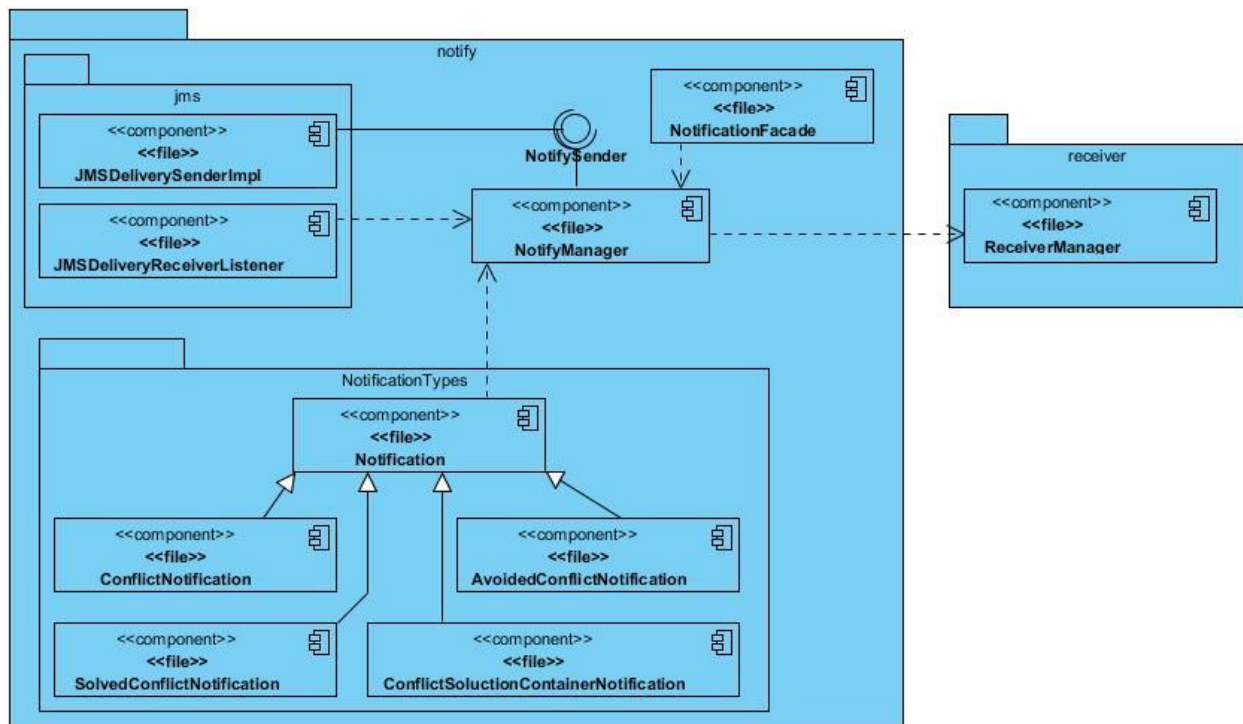 notify
jms
<<component>>
<<file>>
JMSDeliverySenderImpl
<<component>>
<<file>>
JMSDeliveryReceiverListener
NotifySender
<<component>>
<<file>>
NotificationFacade
<<component>>
<<file>>
NotifyManager
receiver
<<component>>
<<file>>
ReceiverManager
NotificationTypes
<<component>>
<<file>>
Notification
<<component>>
<<file>>
ConflictNotification
<<component>>
<<file>>
AvoidedConflictNotification
<<component>>
<<file>>
SolvedConflictNotification
<<component>>
<<file>>
ConflictSoluctionContainerNotification